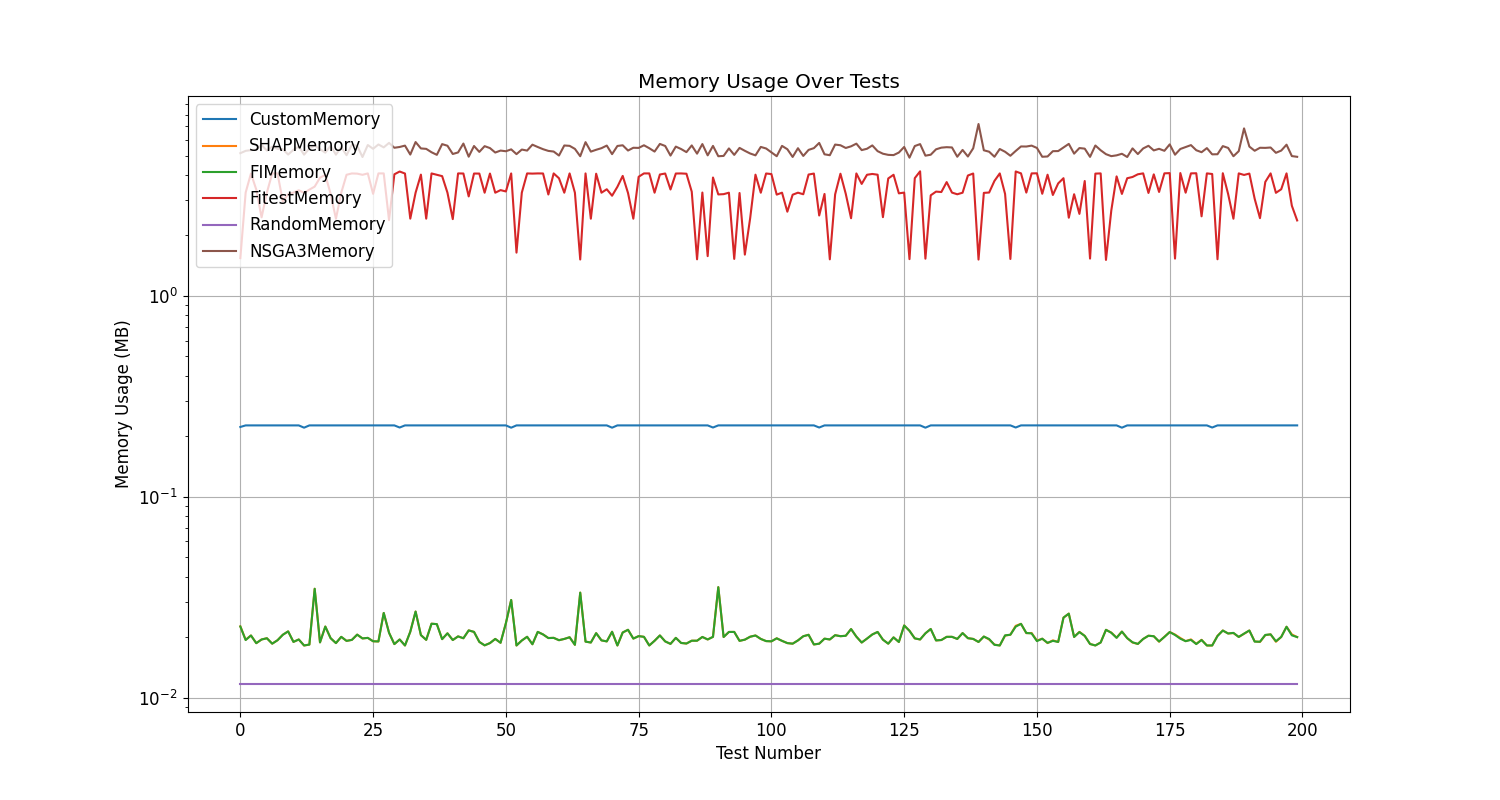 Memory Usage Over Tests
CustomMemory
SHAPMemory
FIMemory
FitestMemory
RandomMemory
NSGA3Memory
Memory Usage (MB)
10⁰
10⁻¹
10⁻²
0 25 50 75 100 125 150 175 200
Test Number